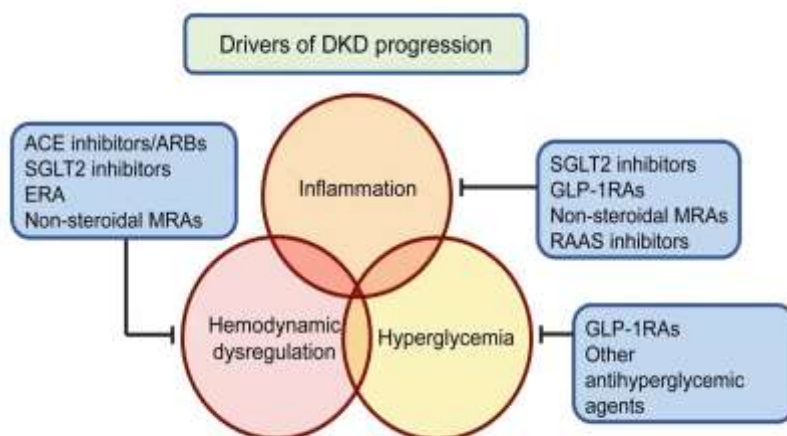 Drivers of DKD progression
ACE inhibitors/ARBs
SGLT2 inhibitors
ERA
Non-steroidal MRAs
Inflammation
SGLT2 inhibitors
GLP-1RAs
Non-steroidal MRAs
RAAS inhibitors
Hemodynamic
dysregulation
Hyperglycemia
GLP-1RAs
Other
antihyperglycemic
agents